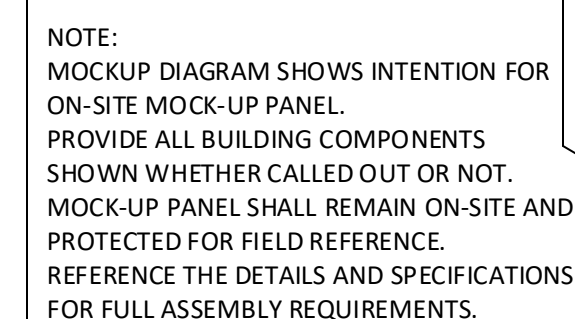 NOTE:
MOCKUP DIAGRAM SHOWS INTENTION FOR
ON-SITE MOCK-UP PANEL.
PROVIDE ALL BUILDING COMPONENTS
SHOWN WHETHER CALLED OUT OR NOT.
MOCK-UP PANEL SHALL REMAIN ON-SITE AND
PROTECTED FOR FIELD REFERENCE.
REFERENCE THE DETAILS AND SPECIFICATIONS
FOR FULL ASSEMBLY REQUIREMENTS.